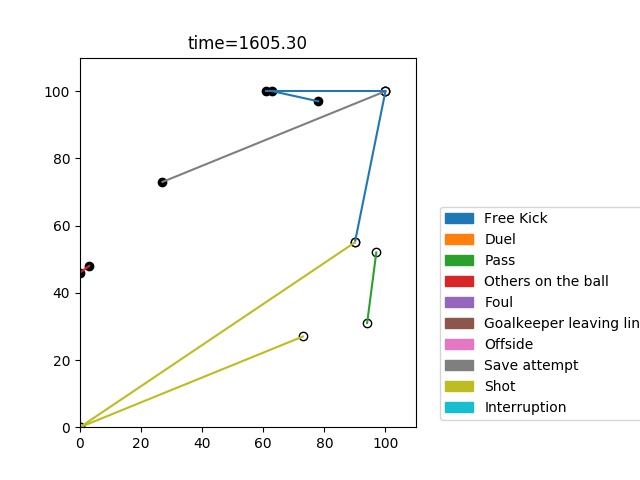 time=1605.30
100
80
60
40
20
0
0 20 40 60 80 100
Free Kick
Duel
Pass
Others on the ball
Foul
Goalkeeper leaving lin
Offside
Save attempt
Shot
Interruption